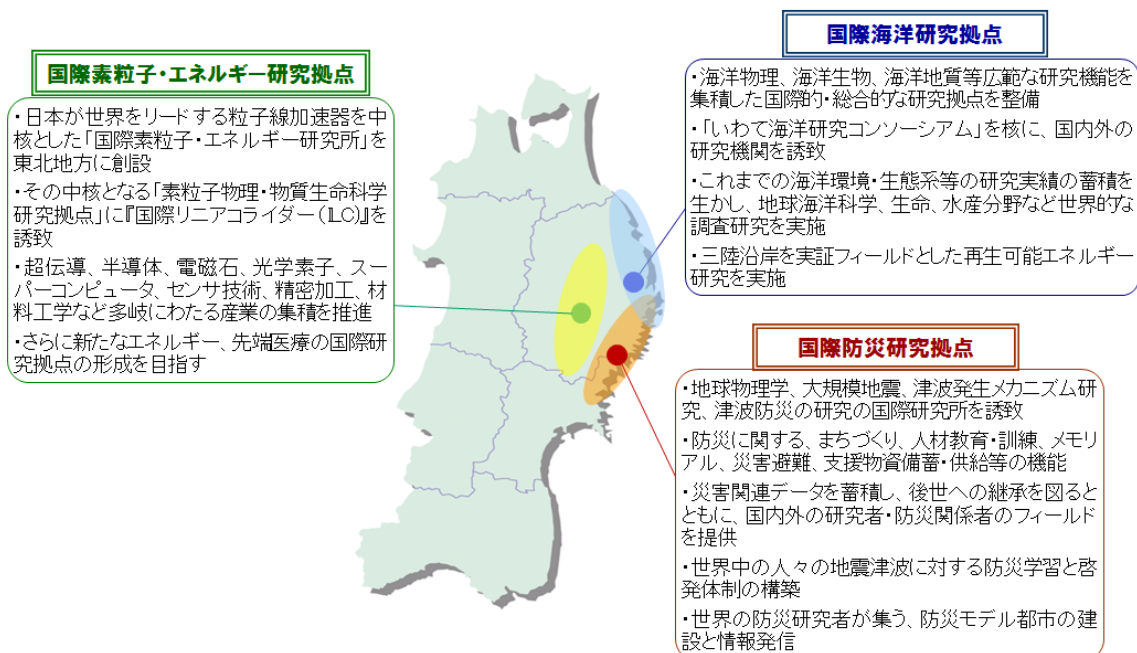 国際素粒子・エネルギー研究拠点
・日本が世界をリードする粒子線加速器を中
核とした「国際素粒子・エネルギー研究所」を
東北地方に創設
・その中核となる「素粒子物理・物質生命科学
研究拠点」に『国際リニアコライダー(ILC)』を
誘致
・超伝導、半導体、電磁石、光学素子、スー
パーコンピュータ、センサ技術、精密加工、材
料工学など多岐にわたる産業の集積を推進
・さらに新たなエネルギー、先端医療の国際研
究拠点の形成を目指す
国際海洋研究拠点
・海洋物理、海洋生物、海洋地質等広範な研究機能を
集積した国際的・総合的な研究拠点を整備
・「いわて海洋研究コンソーシアム」を核に、国内外の
研究機関を誘致
・これまでの海洋環境・生態系等の研究実績の蓄積を
生かし、地球海洋科学、生命、水産分野など世界的な
調査研究を実施
・三陸沿岸を実証フィールドとした再生可能エネルギー
研究を実施
国際防災研究拠点
・地球物理学、大規模地震、津波発生メカニズム研
究、津波防災の研究の国際研究所を誘致
・防災に関する、まちづくり、人材教育・訓練、メモリ
アル、災害避難、支援物資備蓄・供給等の機能
・災害関連データを蓄積し、後世への継承を図ると
ともに、国内外の研究者・防災関係者のフィールド
を提供
・世界中の人々の地震津波に対する防災学習と啓
発体制の構築
・世界の防災研究者が集う、防災モデル都市の建
設と情報発信